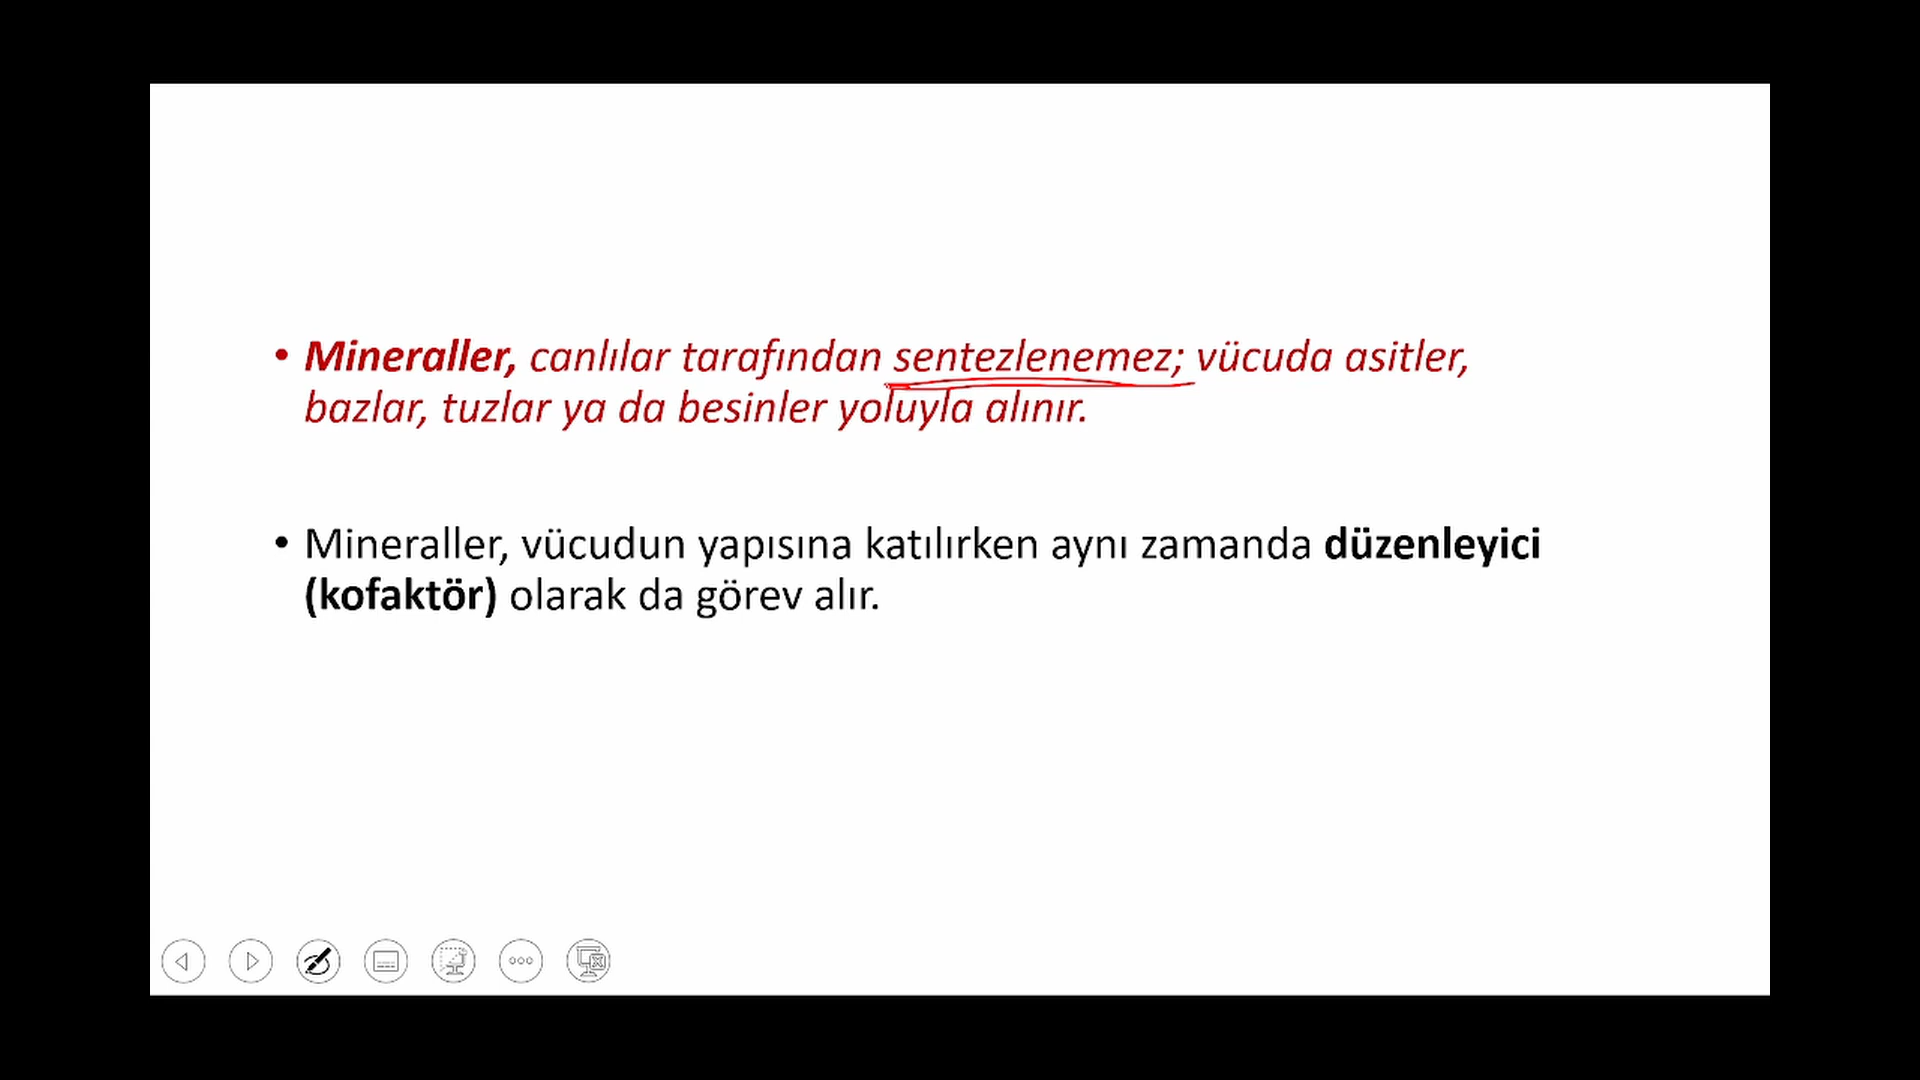 • Mineraller, canlılar tarafından sentezlenemez; vücuda asitler,
bazlar, tuzlar ya da besinler yoluyla alınır.
• Mineraller, vücudun yapısına katılırken aynı zamanda düzenleyici
(kofaktör) olarak da görev alır.